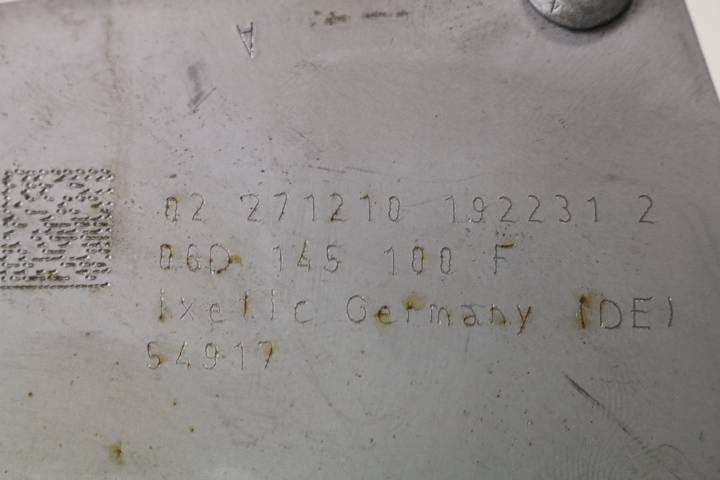 A
02 271210 192231 2
06D 145 100 F
ixetic Germany (DE)
54917